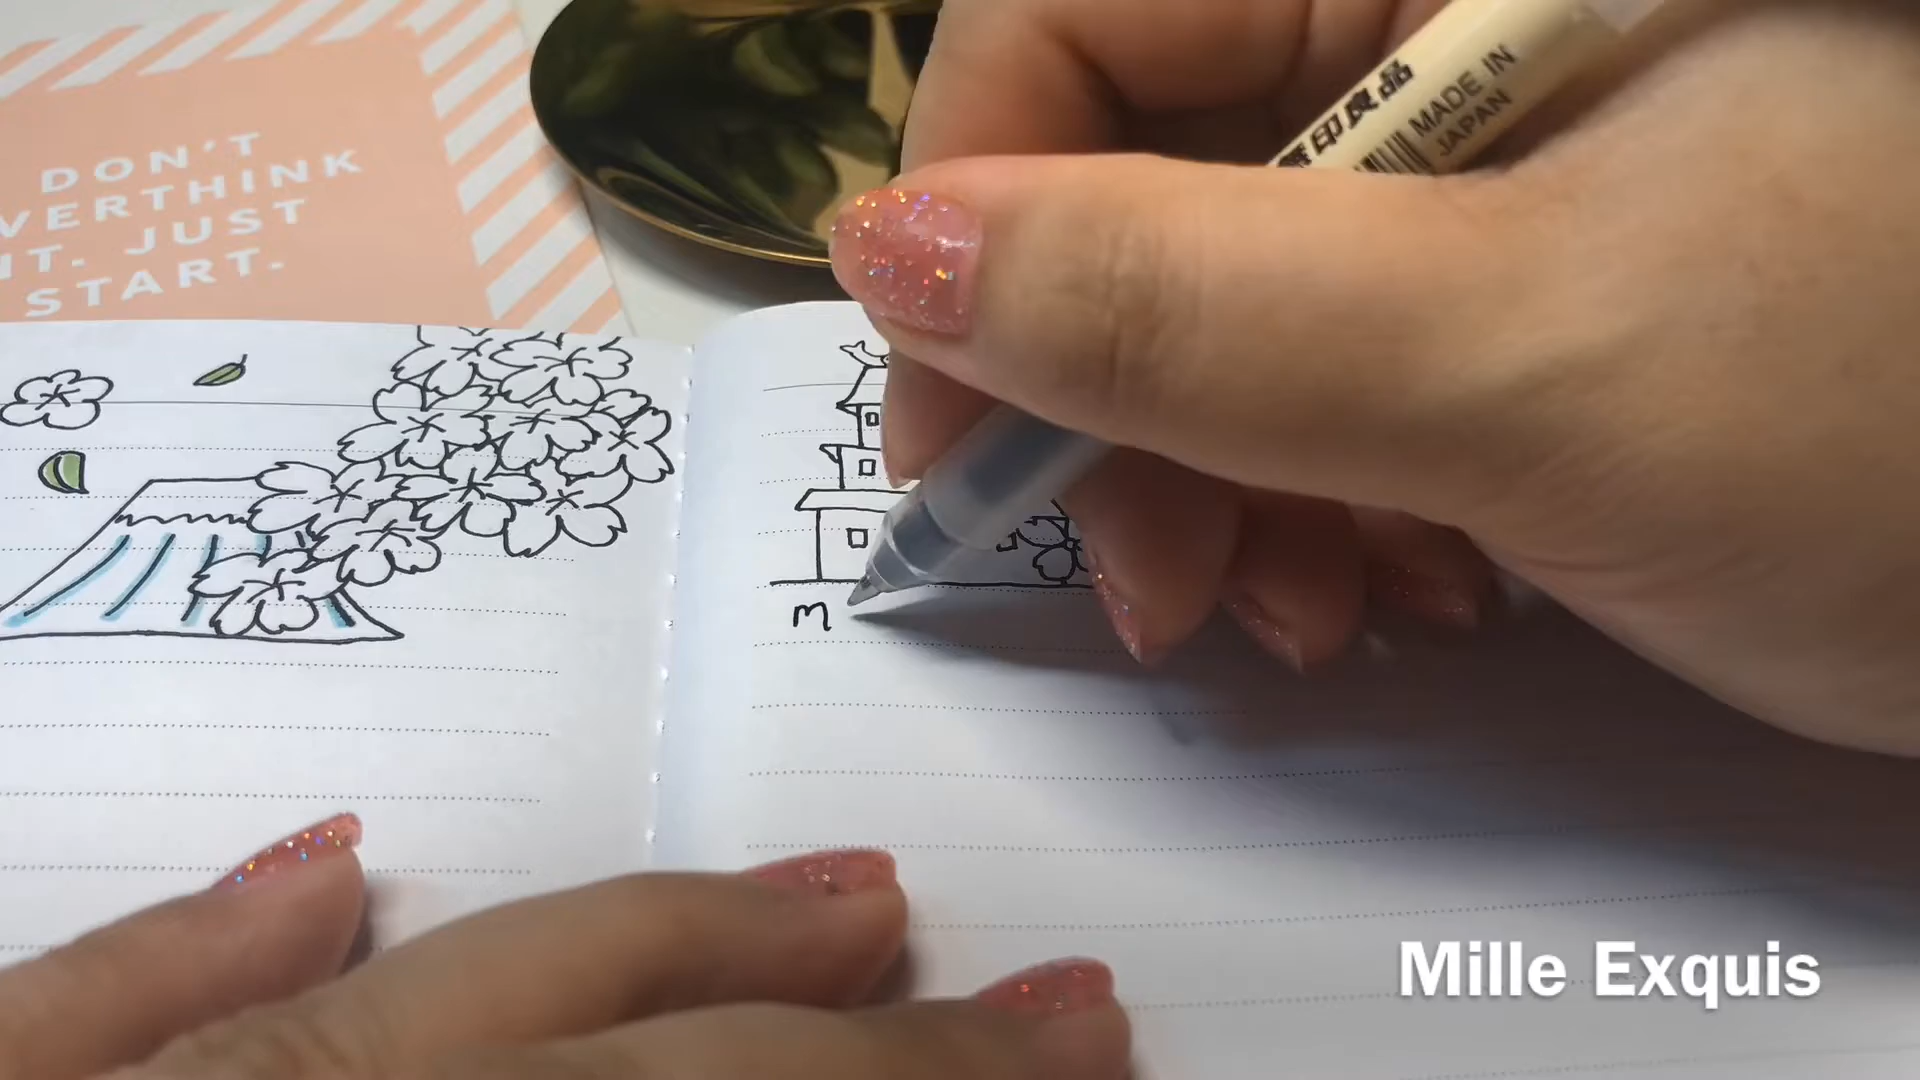 DON'T
VERTHINK
IT. JUST
START.
無印良品
MADE IN
JAPAN
m
Mille Exquis